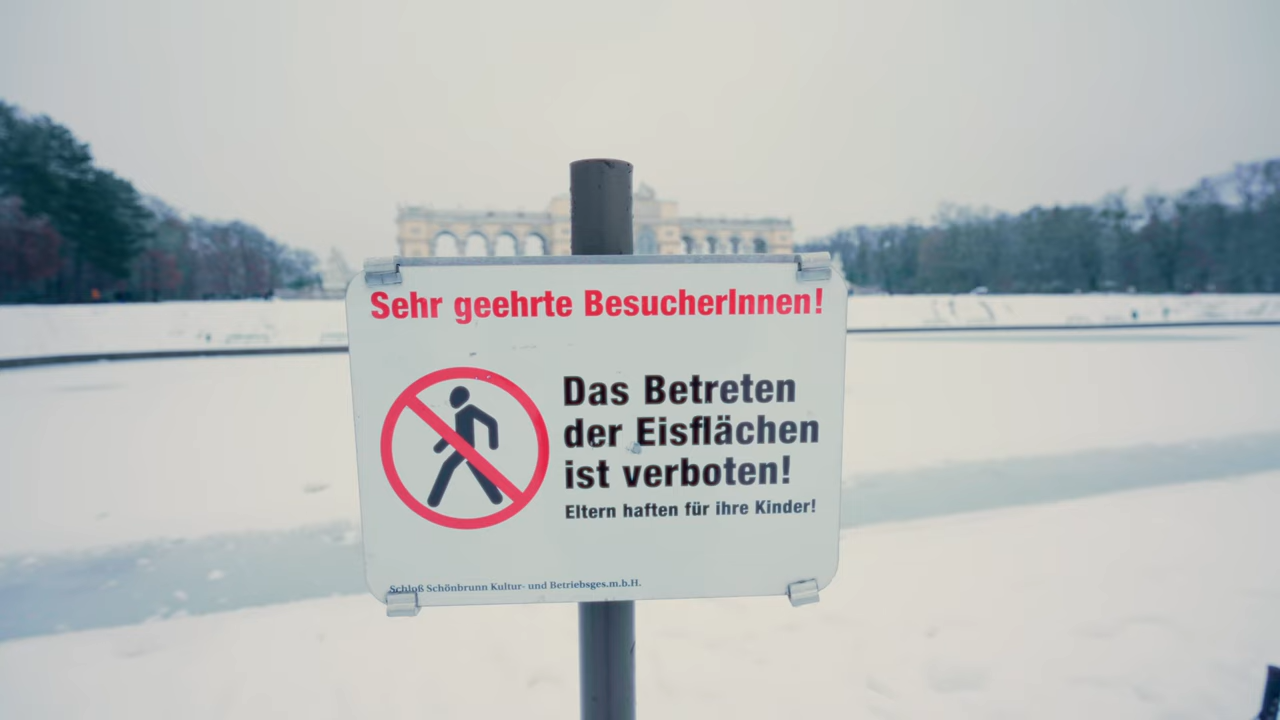 Sehr geehrte BesucherInnen!
Das Betreten
der Eisflächen
ist verboten!
Eltern haften für ihre Kinder!
Schloß Schönbrunn Kultur- und Betriebsges.m.b.H.